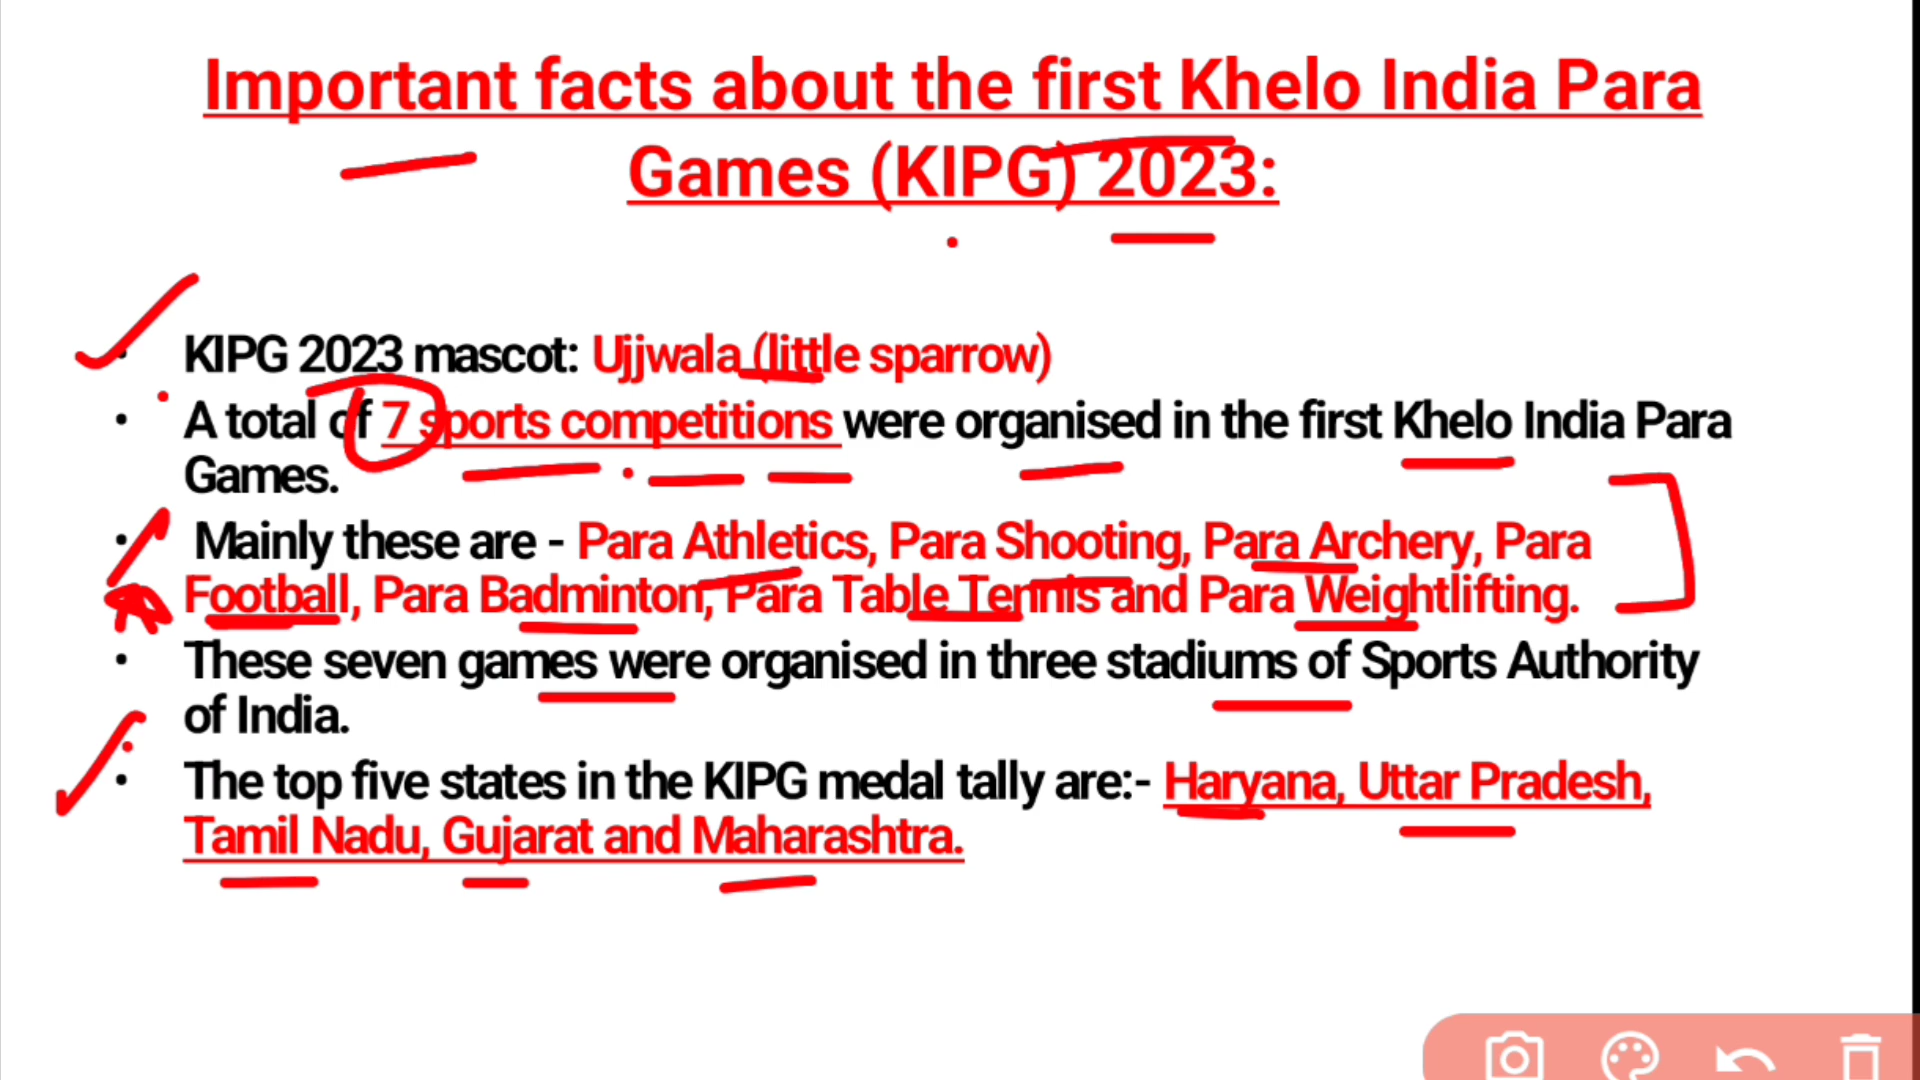 Important facts about the first Khelo India Para
Games (KIPG) 2023:
• KIPG 2023 mascot: Ujjwala (little sparrow)
• A total of 7 sports competitions were organised in the first Khelo India Para
Games.
• Mainly these are - Para Athletics, Para Shooting, Para Archery, Para
Football, Para Badminton, Para Table Tennis and Para Weightlifting.
• These seven games were organised in three stadiums of Sports Authority
of India.
• The top five states in the KIPG medal tally are:- Haryana, Uttar Pradesh,
Tamil Nadu, Gujarat and Maharashtra.